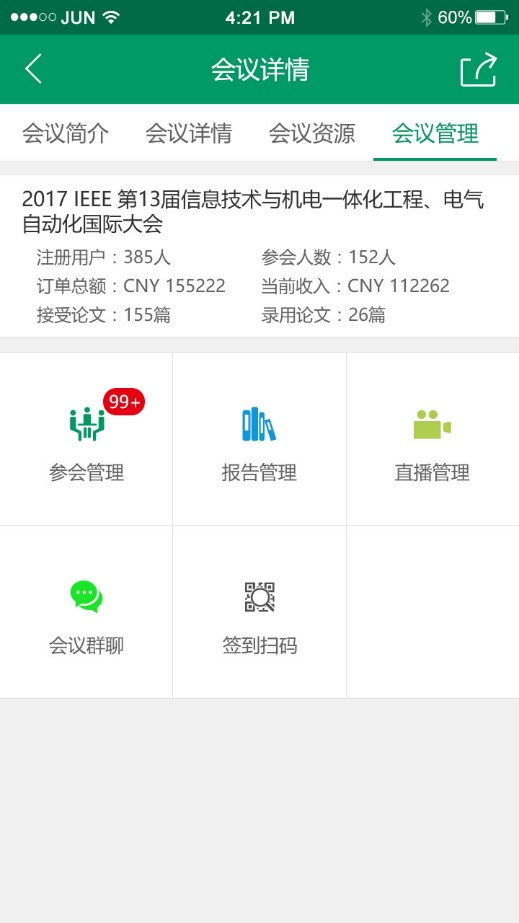 JUN 4:21 PM 60%
会议详情
会议简介 会议详情 会议资源 会议管理
2017 IEEE 第13届信息技术与机电一体化工程、电气
自动化国际大会
注册用户：385人 参会人数：152人
订单总额：CNY 155222 当前收入：CNY 112262
接受论文：155篇 录用论文：26篇
99+
参会管理 报告管理 直播管理
会议群聊 签到扫码